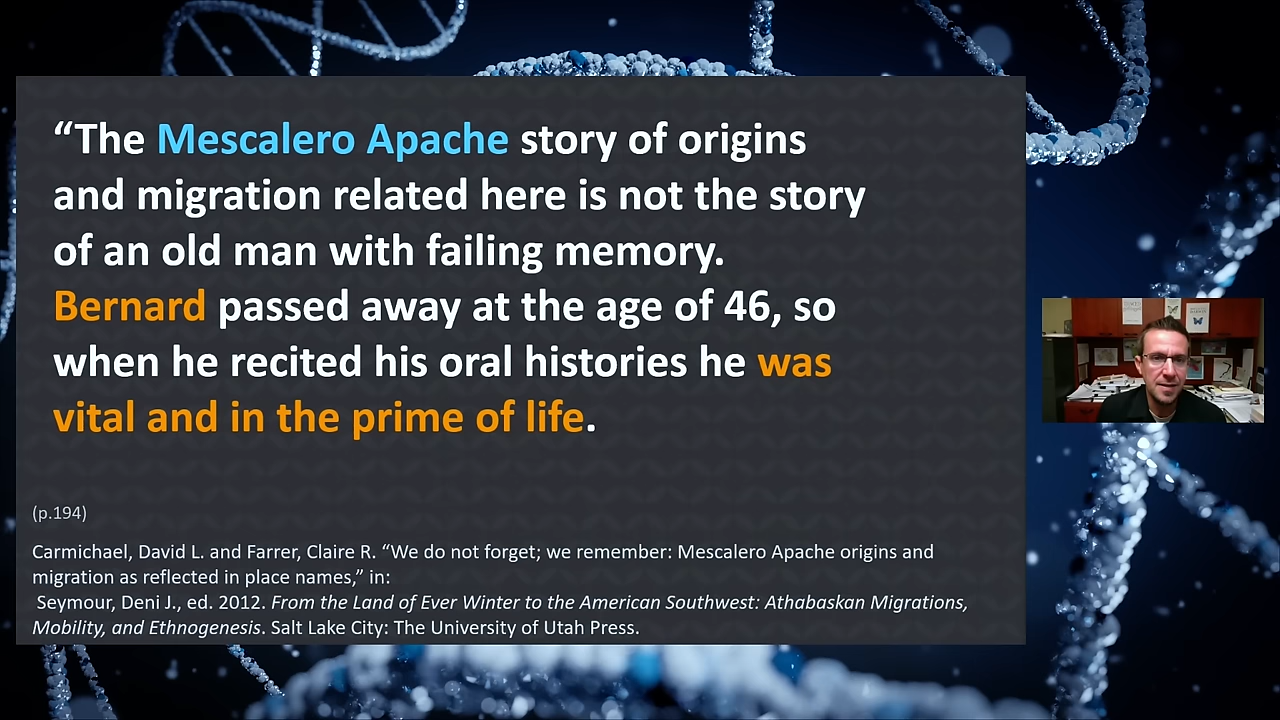 “The Mescalero Apache story of origins
and migration related here is not the story
of an old man with failing memory.
Bernard passed away at the age of 46, so
when he recited his oral histories he was
vital and in the prime of life.
(p.194)
Carmichael, David L. and Farrer, Claire R. “We do not forget; we remember: Mescalero Apache origins and
migration as reflected in place names,” in:
Seymour, Deni J., ed. 2012. From the Land of Ever Winter to the American Southwest: Athabaskan Migrations,
Mobility, and Ethnogenesis. Salt Lake City: The University of Utah Press.